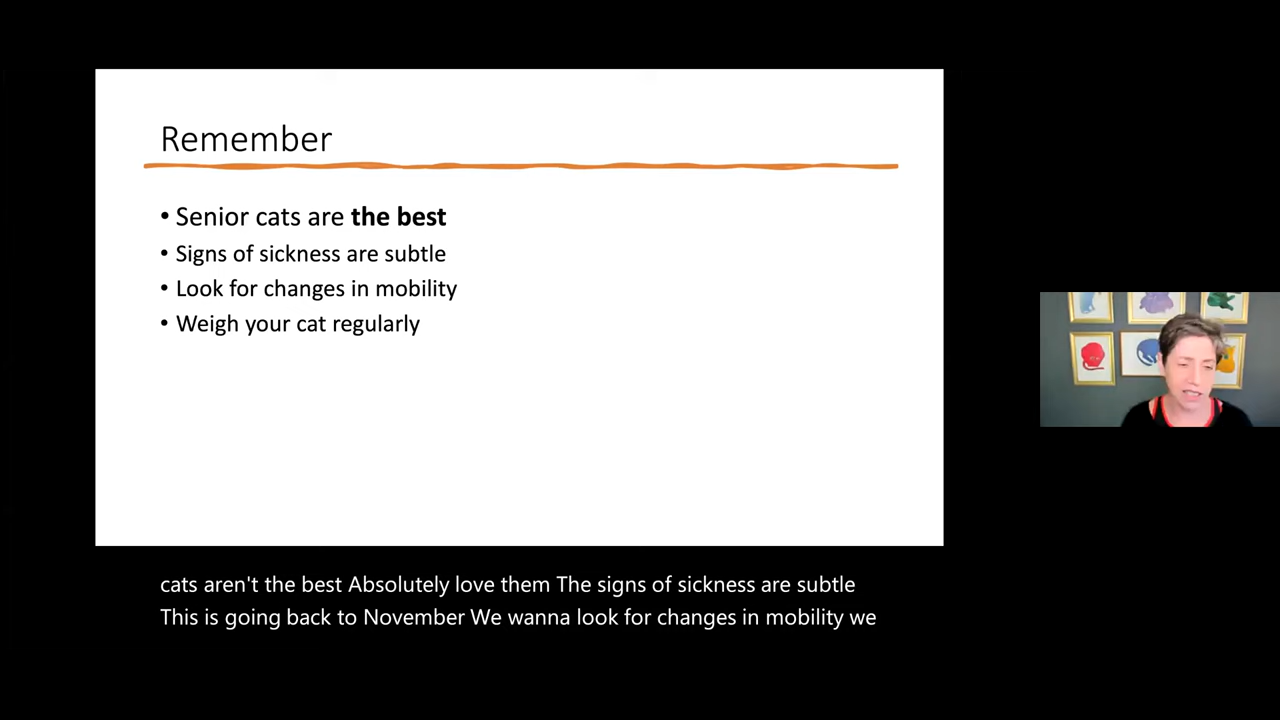 Remember
• Senior cats are the best
• Signs of sickness are subtle
• Look for changes in mobility
• Weigh your cat regularly
cats aren't the best Absolutely love them The signs of sickness are subtle
This is going back to November We wanna look for changes in mobility we